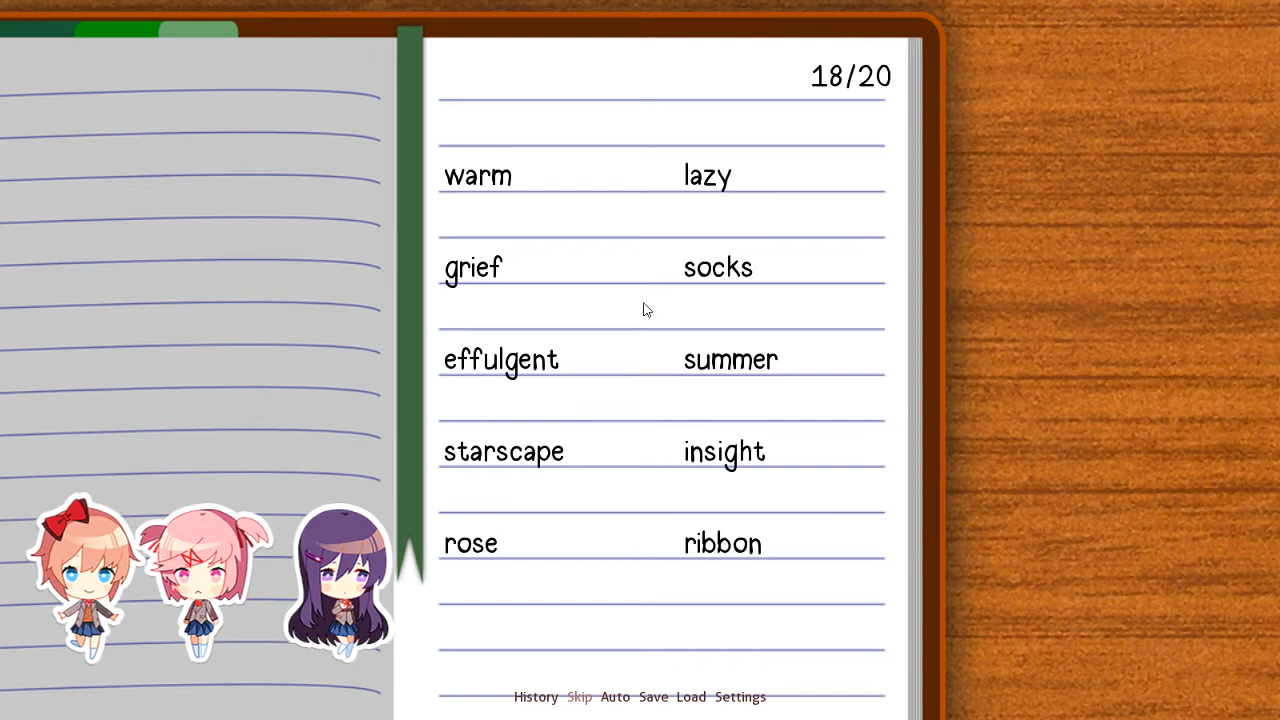 18/20
warm lazy
grief socks
effulgent summer
starscape insight
rose ribbon
History Skip Auto Save Load Settings